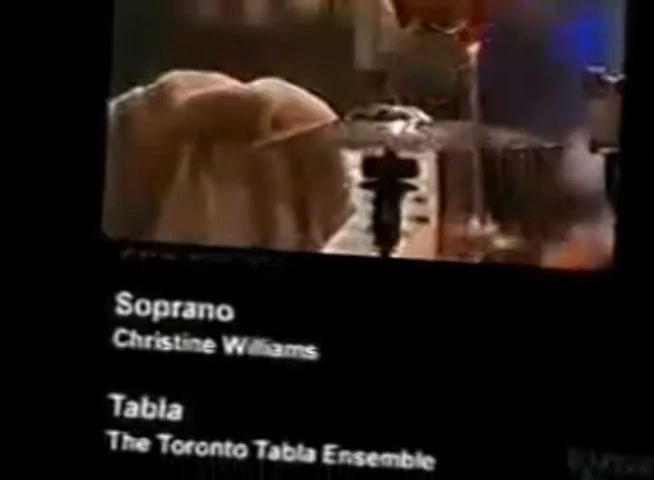 Soprano
Christine Williams
Tabla
The Toronto Tabla Ensemble